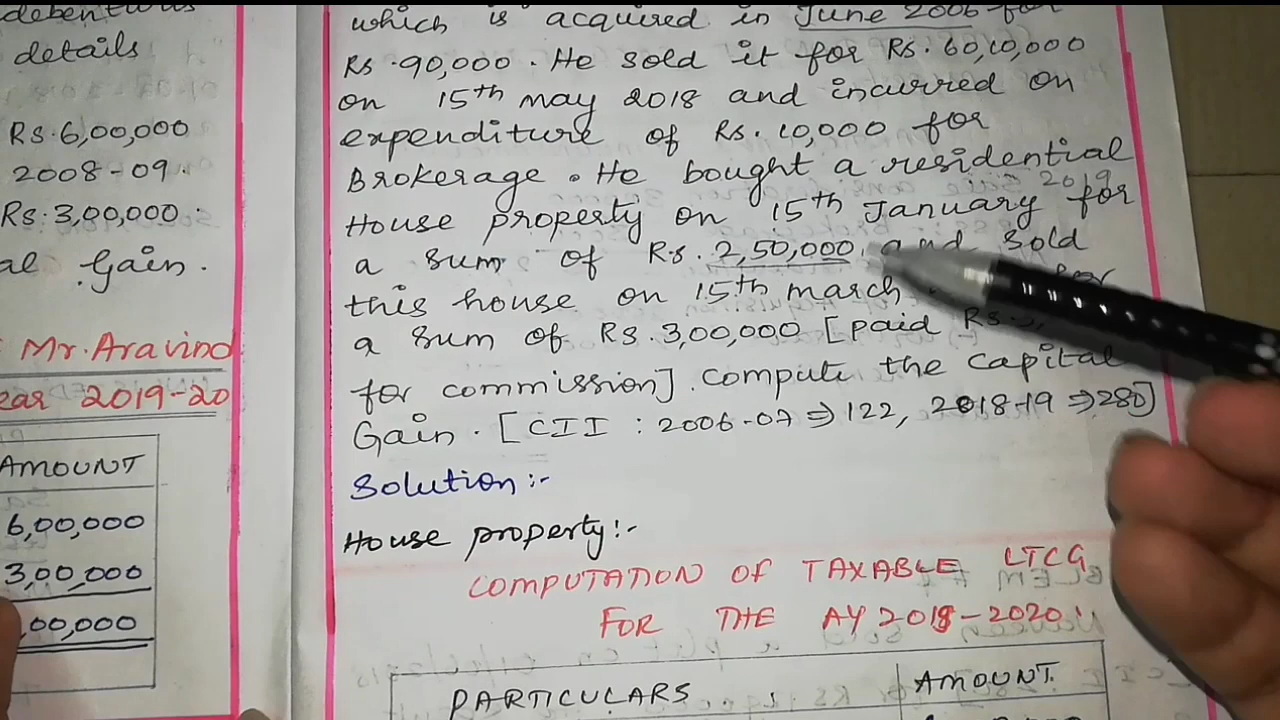 details
Rs.6,00,000
2008-09.
Rs.3,00,000.
Gain.
Mr.Aravind
2019-20
AMOUNT
6,00,000
3,00,000
00,000
which is acquired in June 2006 for
Rs.90,000. He sold it for Rs.60,10,000
on 15th may 2018 and incurred on
expenditure of Rs.10,000 for
Brokerage. He bought a residential
House property on 15th January 2019 for
a sum of Rs. 2,50,000 and sold
this house on 15th march for
a sum of Rs.3,00,000 [paid Rs.
for commission]. compute the capital
Gain. [CII : 2006-07 ⇒ 122, 2018-19 ⇒ 280]
Solution:-
House property:-
COMPUTATION OF TAXABLE LTCG
FOR THE AY 2018-2020
PARTICULARS AMOUNT